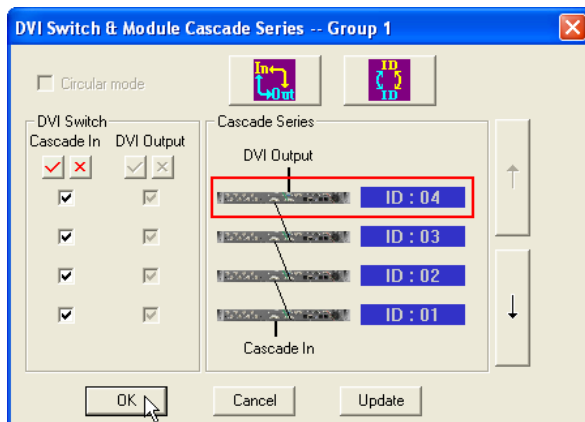 DVI Switch & Module Cascade Series -- Group 1
Circular mode
In
Out
ID
ID
DVI Switch
Cascade In DVI Output
Cascade Series
DVI Output
ID : 04
ID : 03
ID : 02
ID : 01
Cascade In
OK
Cancel
Update